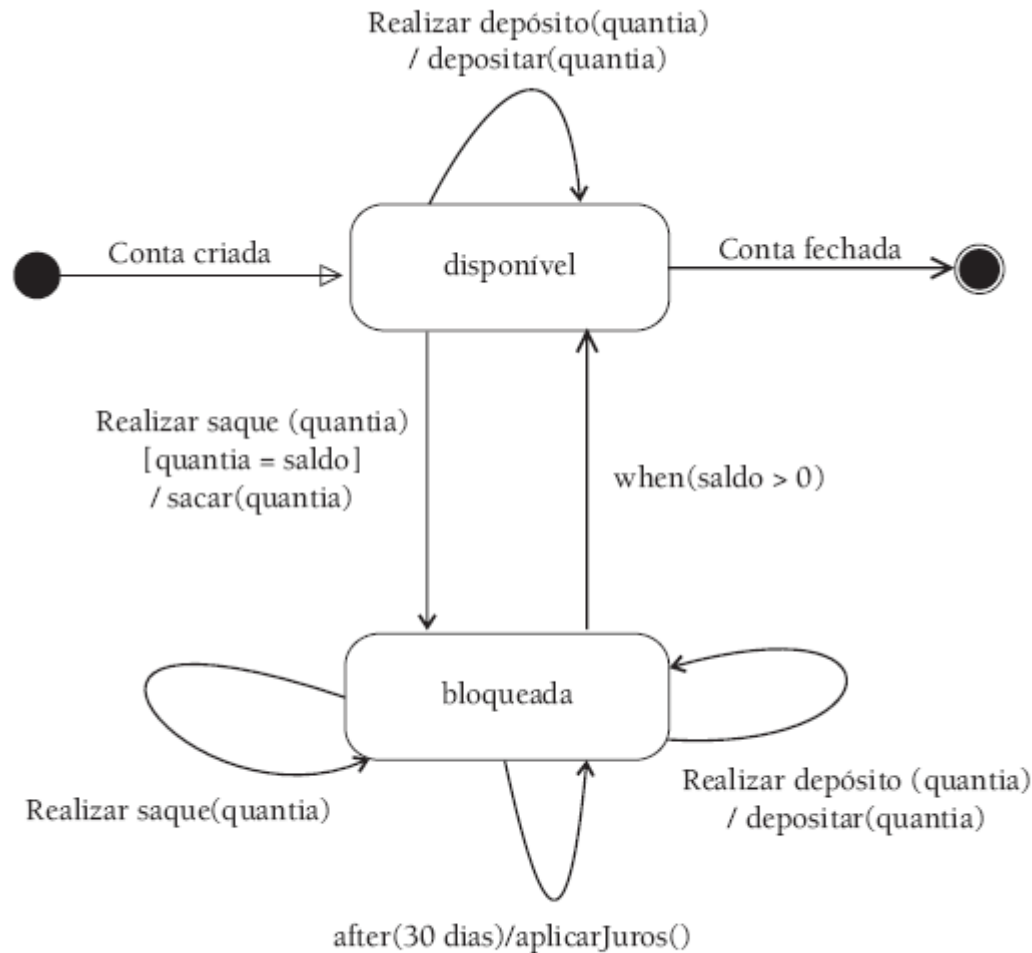 Realizar depósito(quantia)
/ depositar(quantia)
Conta criada
disponível
Conta fechada
Realizar saque (quantia)
[quantia = saldo]
/ sacar(quantia)
when(saldo > 0)
bloqueada
Realizar saque(quantia)
Realizar depósito (quantia)
/ depositar(quantia)
after(30 dias)/aplicarJuros()